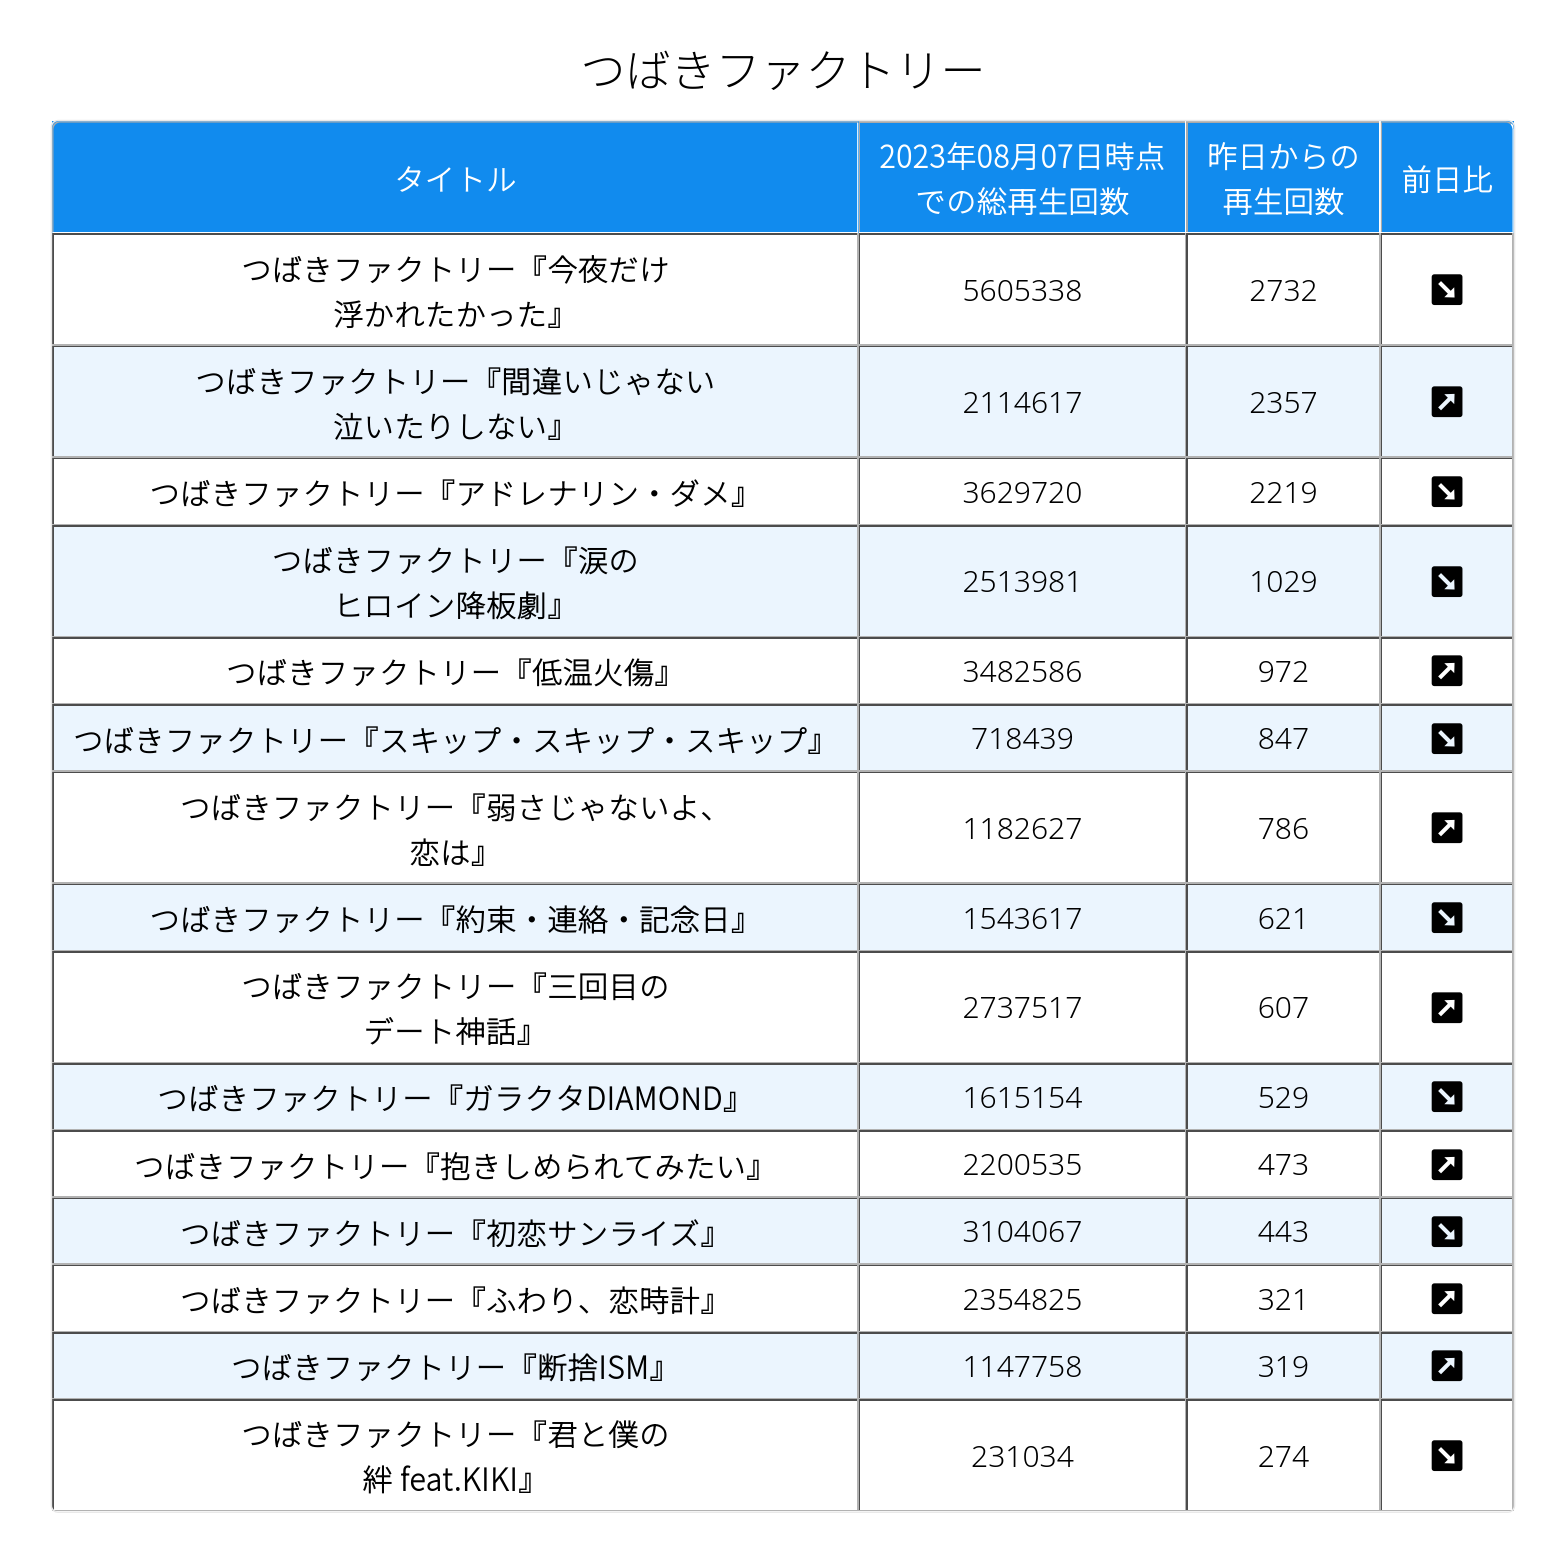 つばきファクトリー
タイトル
2023年08月07日時点
での総再生回数
昨日からの
再生回数
前日比
つばきファクトリー『今夜だけ
浮かれたかった』
5605338
2732
つばきファクトリー『間違いじゃない
泣いたりしない』
2114617
2357
つばきファクトリー『アドレナリン・ダメ』
3629720
2219
つばきファクトリー『涙の
ヒロイン降板劇』
2513981
1029
つばきファクトリー『低温火傷』
3482586
972
つばきファクトリー『スキップ・スキップ・スキップ』
718439
847
つばきファクトリー『弱さじゃないよ、
恋は』
1182627
786
つばきファクトリー『約束・連絡・記念日』
1543617
621
つばきファクトリー『三回目の
デート神話』
2737517
607
つばきファクトリー『ガラクタDIAMOND』
1615154
529
つばきファクトリー『抱きしめられてみたい』
2200535
473
つばきファクトリー『初恋サンライズ』
3104067
443
つばきファクトリー『ふわり、恋時計』
2354825
321
つばきファクトリー『断捨ISM』
1147758
319
つばきファクトリー『君と僕の
絆 feat.KIKI』
231034
274